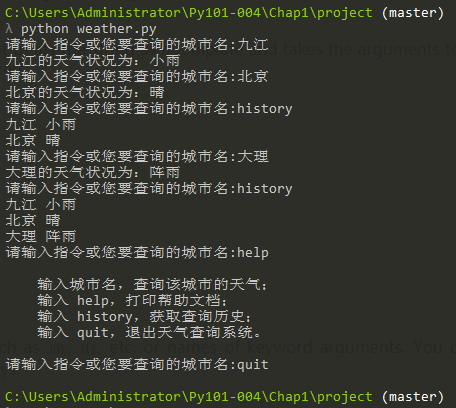 C:\Users\Administrator\Py101-004\Chap1\project (master)
λ python weather.py
请输入指令或您要查询的城市名:九江
九江的天气状况为: 小雨
请输入指令或您要查询的城市名:北京
北京的天气状况为: 晴
请输入指令或您要查询的城市名:history
九江 小雨
北京 晴
请输入指令或您要查询的城市名:大理
大理的天气状况为: 阵雨
请输入指令或您要查询的城市名:history
九江 小雨
北京 晴
大理 阵雨
请输入指令或您要查询的城市名:help
输入城市名，查询该城市的天气；
输入 help，打印帮助文档；
输入 history，获取查询历史；
输入 quit，退出天气查询系统。
请输入指令或您要查询的城市名:quit
C:\Users\Administrator\Py101-004\Chap1\project (master)